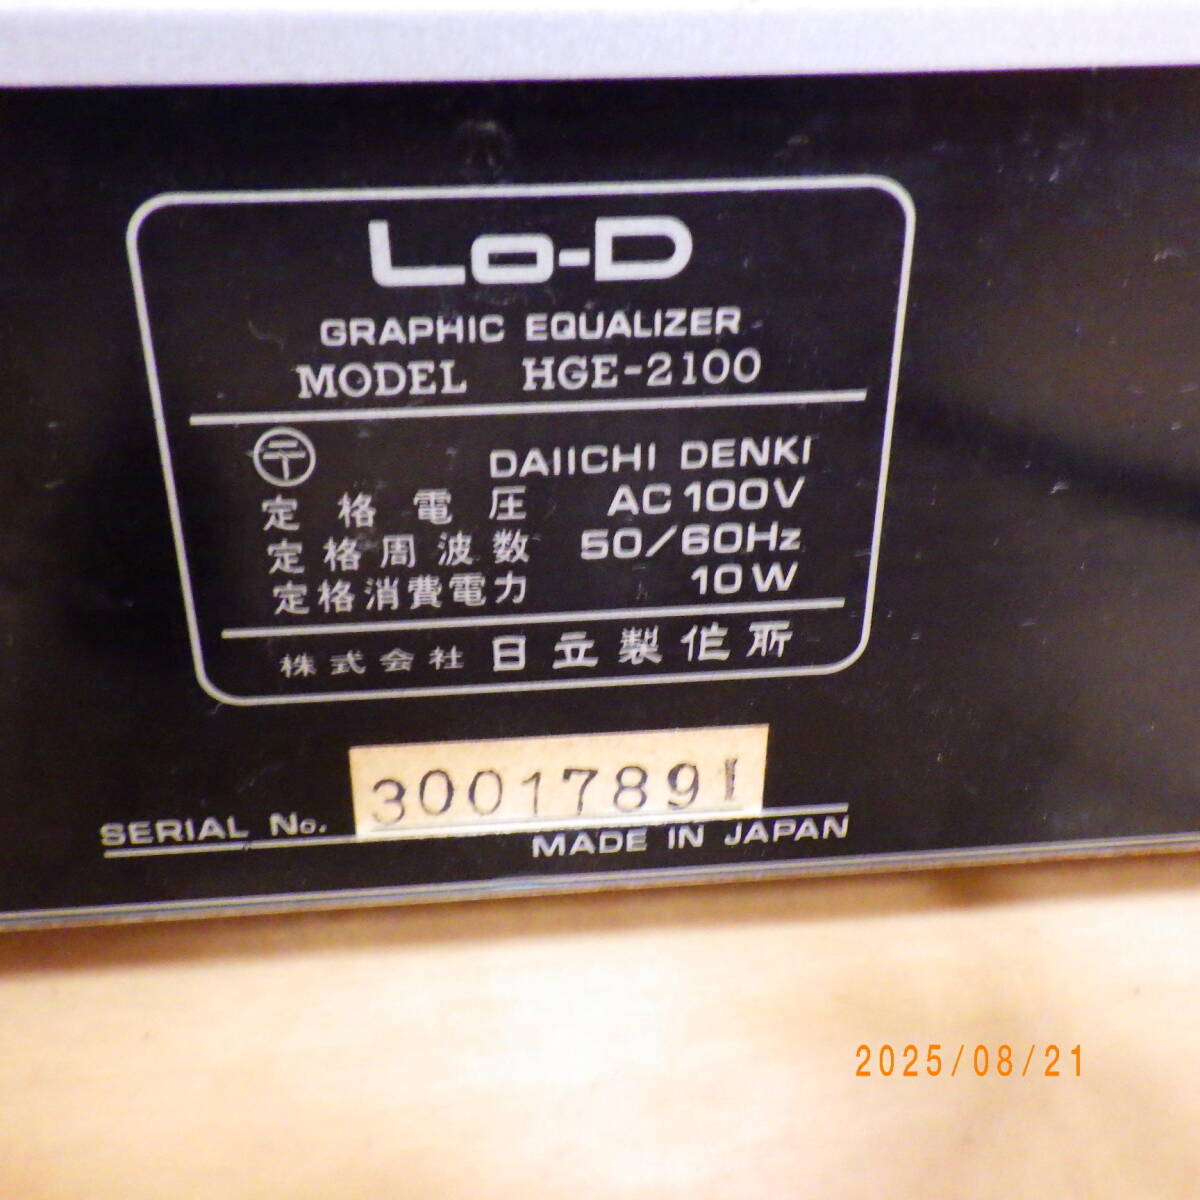 Lo-D
GRAPHIC EQUALIZER
MODEL HGE-2100
〒 DAIICHI DENKI
定格電圧 AC 100V
定格周波数 50/60Hz
定格消費電力 10W
株式会社 日立製作所
SERIAL No. 30017891
MADE IN JAPAN
2025/08/21